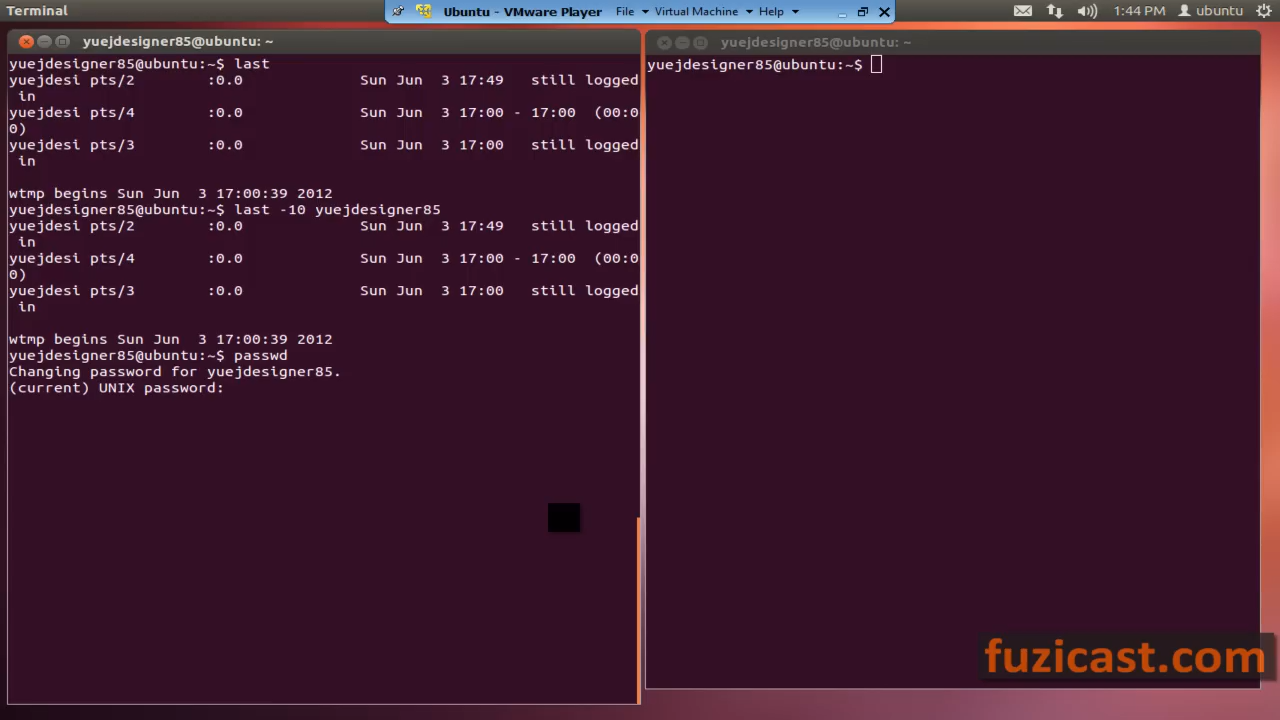 Terminal
Ubuntu - VMware Player File Virtual Machine Help
1:44 PM ubuntu
yuejdesigner85@ubuntu: ~
yuejdesigner85@ubuntu:~$ last
yuejdesi pts/2 :0.0 Sun Jun 3 17:49 still logged
in
yuejdesi pts/4 :0.0 Sun Jun 3 17:00 - 17:00 (00:0
0)
yuejdesi pts/3 :0.0 Sun Jun 3 17:00 still logged
in
wtmp begins Sun Jun 3 17:00:39 2012
yuejdesigner85@ubuntu:~$ last -10 yuejdesigner85
yuejdesi pts/2 :0.0 Sun Jun 3 17:49 still logged
in
yuejdesi pts/4 :0.0 Sun Jun 3 17:00 - 17:00 (00:0
0)
yuejdesi pts/3 :0.0 Sun Jun 3 17:00 still logged
in
wtmp begins Sun Jun 3 17:00:39 2012
yuejdesigner85@ubuntu:~$ passwd
Changing password for yuejdesigner85.
(current) UNIX password:
yuejdesigner85@ubuntu: ~
yuejdesigner85@ubuntu:~$
fuzicast.com